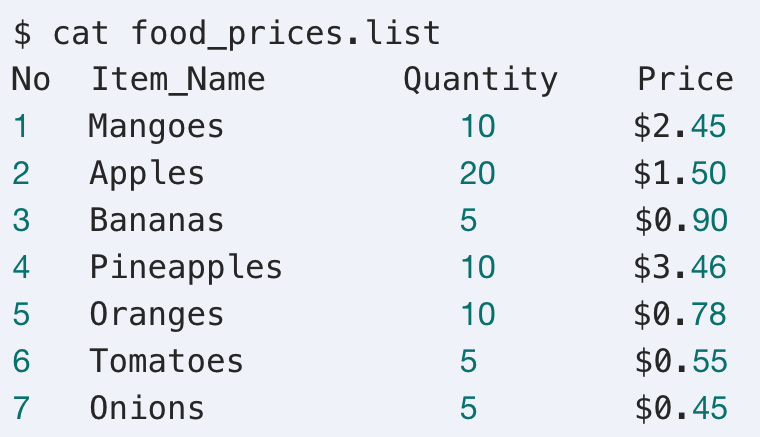 $ cat food_prices.list
No Item_Name Quantity Price
1 Mangoes 10 $2.45
2 Apples 20 $1.50
3 Bananas 5 $0.90
4 Pineapples 10 $3.46
5 Oranges 10 $0.78
6 Tomatoes 5 $0.55
7 Onions 5 $0.45